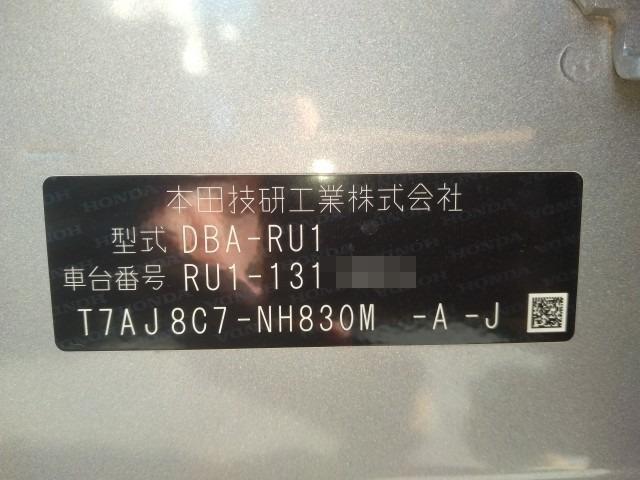 本田技研工業株式会社
型式 DBA-RU1
車台番号 RU1-131
T7AJ8C7-NH830M -A -J